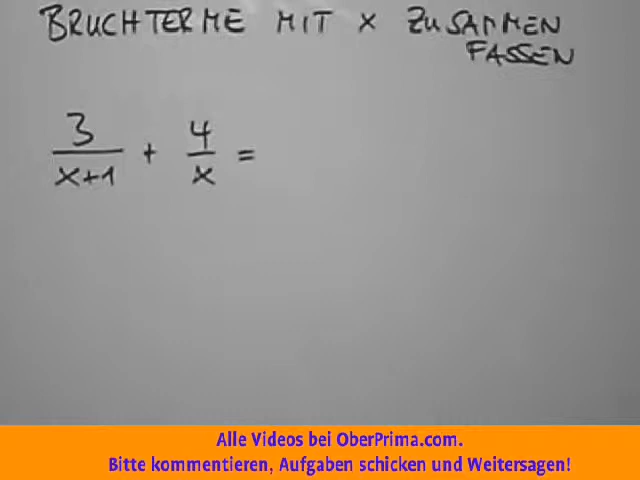 BRUCHTERME MIT X ZUSAMMEN
FASSEN
3/(x+1) + 4/x =
Alle Videos bei OberPrima.com.
Bitte kommentieren, Aufgaben schicken und Weitersagen!